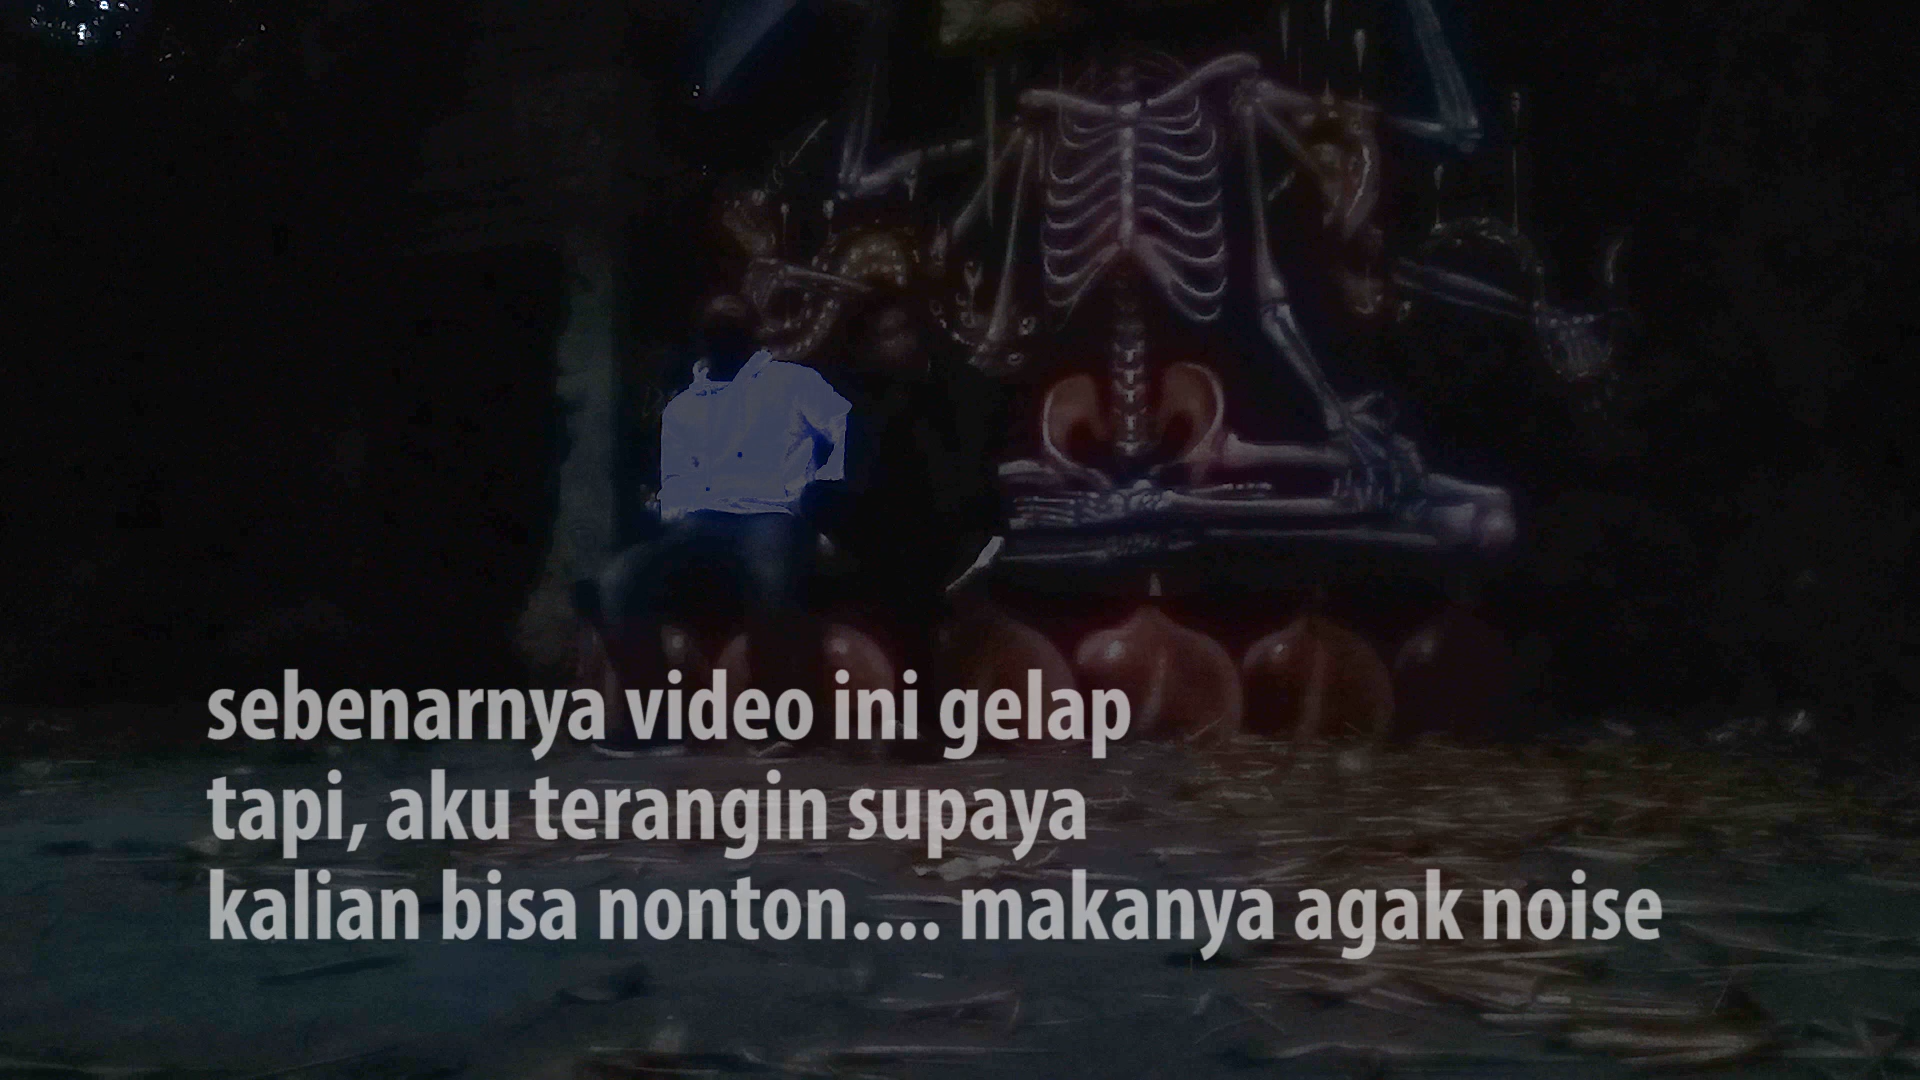 sebenarnya video ini gelap
tapi, aku terangin supaya
kalian bisa nonton.... makanya agak noise